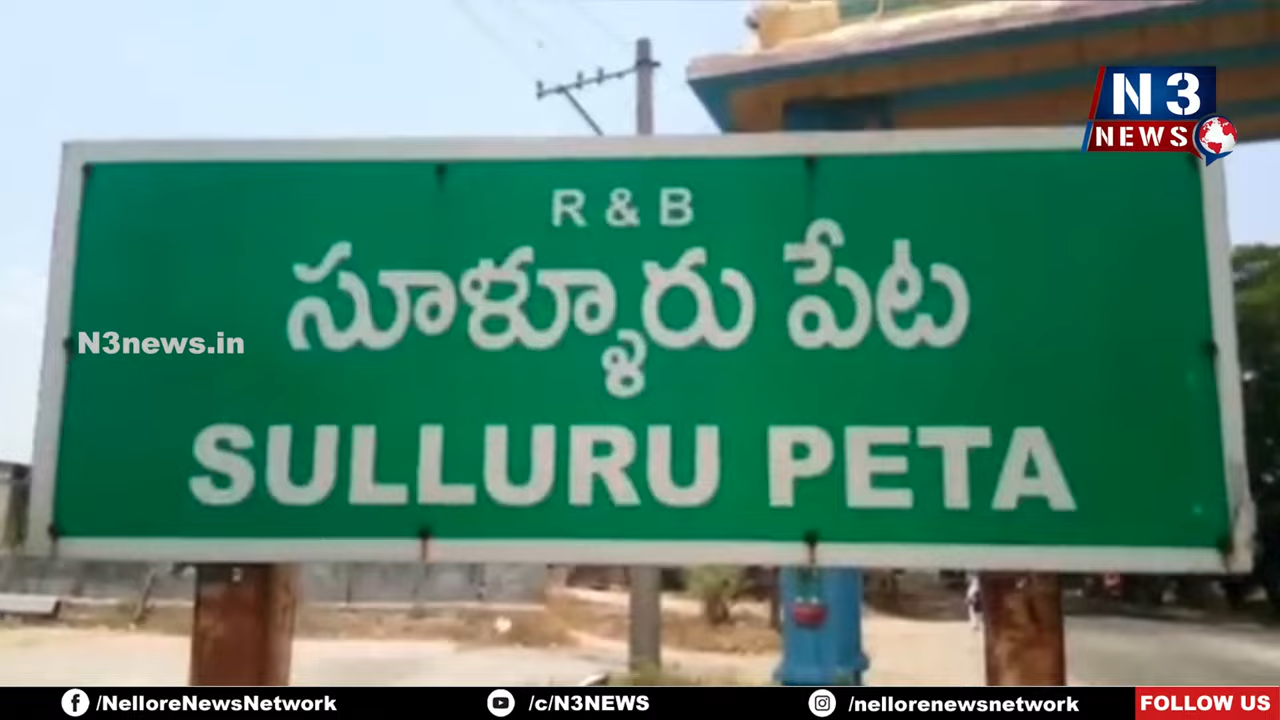 N3
NEWS
R & B
సూళ్ళూరు పేట
N3news.in
SULLURU PETA
/NelloreNewsNetwork
/c/N3NEWS
/nellorenewsnetwork
FOLLOW US